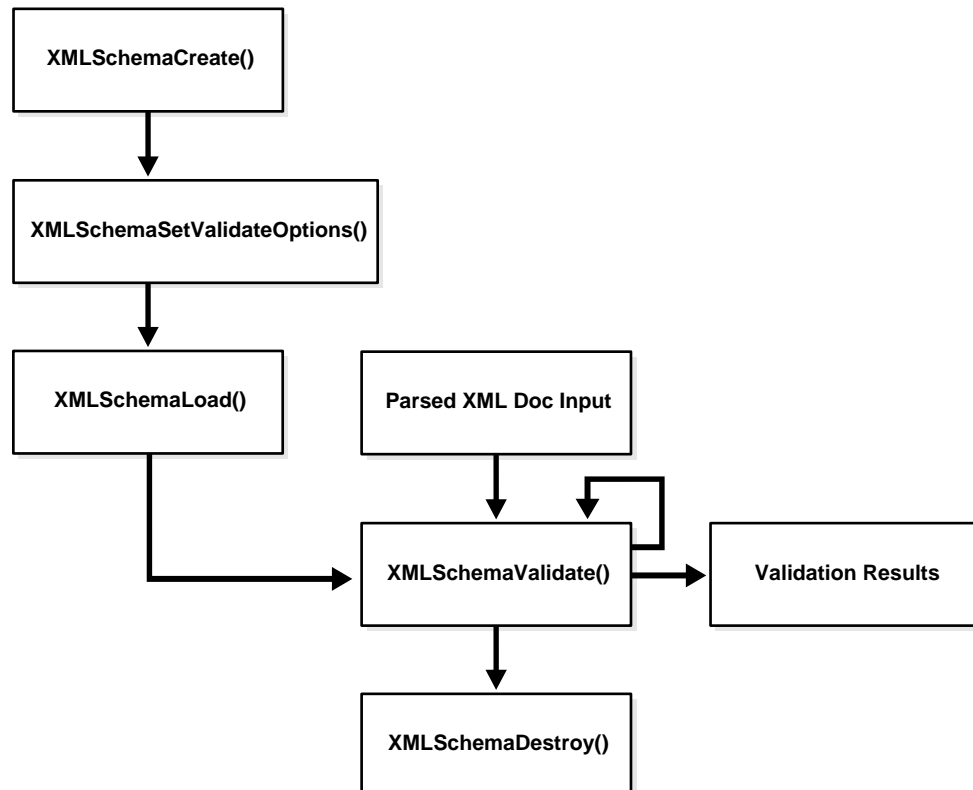 XMLSchemaCreate()
XMLSchemaSetValidateOptions()
XMLSchemaLoad()
Parsed XML Doc Input
XMLSchemaValidate()
Validation Results
XMLSchemaDestroy()